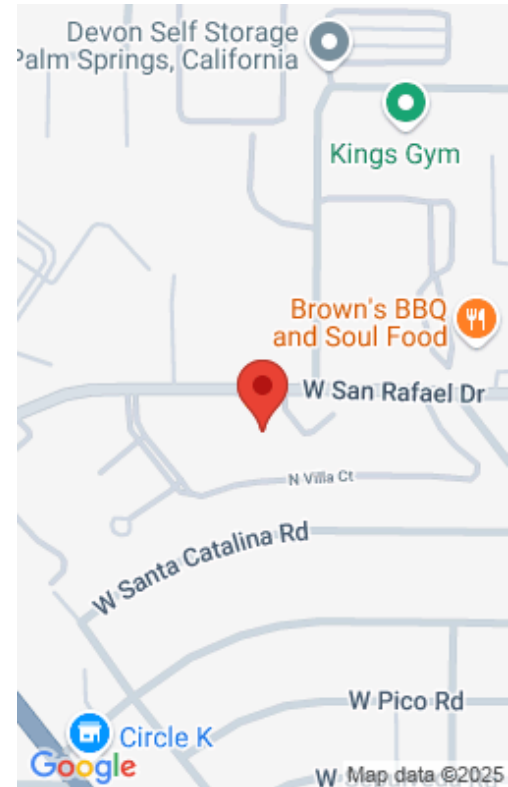 Devon Self Storage
Palm Springs, California
Kings Gym
Brown's BBQ
and Soul Food
W San Rafael Dr
N Villa Ct
W Santa Catalina Rd
W Pico Rd
Circle K
Google
W
Map data ©2025